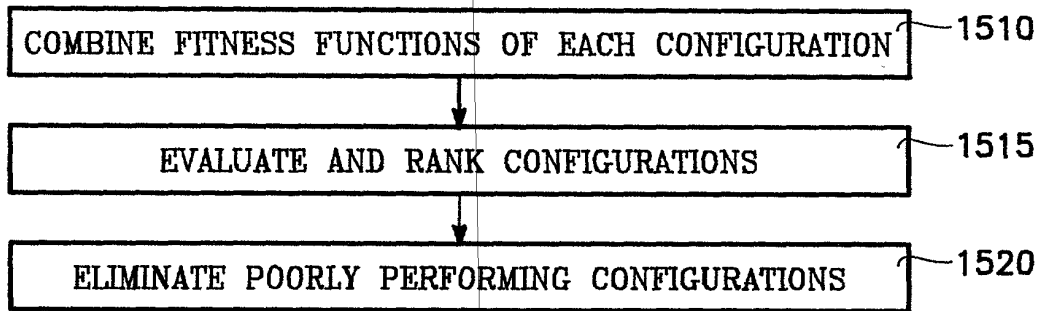 COMBINE FITNESS FUNCTIONS OF EACH CONFIGURATION 1510
EVALUATE AND RANK CONFIGURATIONS 1515
ELIMINATE POORLY PERFORMING CONFIGURATIONS 1520